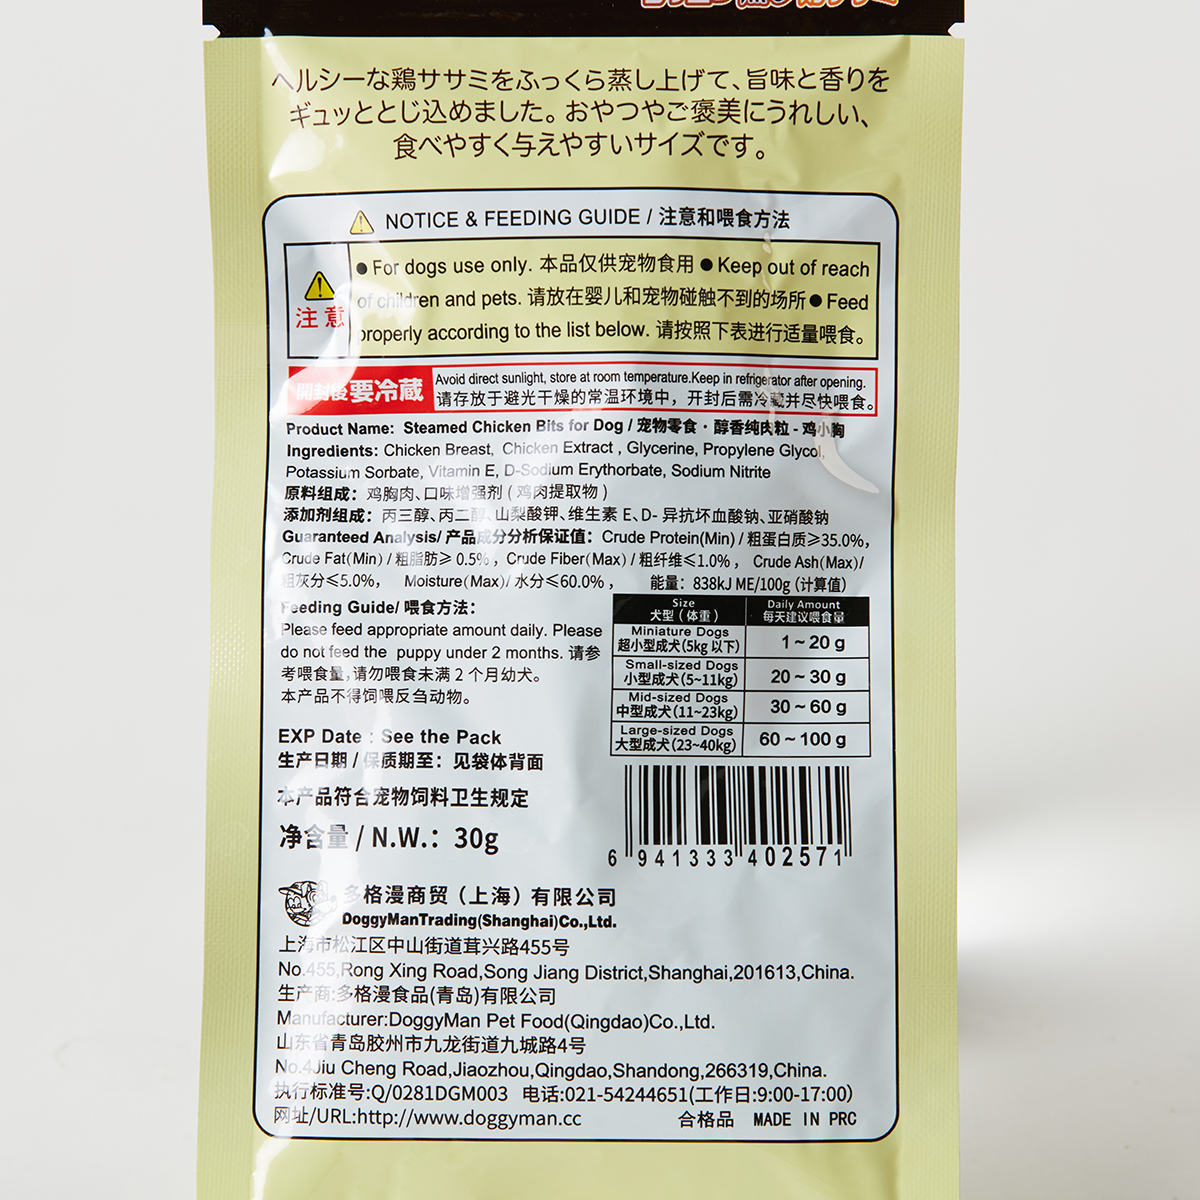 ヘルシーな鶏ササミをふっくら蒸し上げて、旨味と香りを
ギュッととじ込めました。おやつやご褒美にうれしい、
食べやすく与えやすいサイズです。
NOTICE & FEEDING GUIDE / 注意和喂食方法
注意
● For dogs use only. 本品仅供宠物食用 ● Keep out of reach
of children and pets. 请放在婴儿和宠物碰触不到的场所 ● Feed
properly according to the list below. 请按照下表进行适量喂食。
開封後要冷蔵
Avoid direct sunlight, store at room temperature.Keep in refrigerator after opening.
请存放于避光干燥的常温环境中，开封后需冷藏并尽快喂食。
Product Name: Steamed Chicken Bits for Dog / 宠物零食・醇香纯肉粒 - 鸡小胸
Ingredients: Chicken Breast, Chicken Extract , Glycerine, Propylene Glycol,
Potassium Sorbate, Vitamin E, D-Sodium Erythorbate, Sodium Nitrite
原料组成：鸡胸肉、口味增强剂 ( 鸡肉提取物 )
添加剂组成：丙三醇、丙二醇、山梨酸钾、维生素 E、D- 异抗坏血酸钠、亚硝酸钠
Guaranteed Analysis/ 产品成分分析保证值：Crude Protein(Min) / 粗蛋白质≥35.0%，
Crude Fat(Min) / 粗脂肪≥ 0.5% , Crude Fiber(Max) / 粗纤维≤1.0% , Crude Ash(Max)/
粗灰分≤5.0%， Moisture(Max)/ 水分≤60.0% , 能量：838kJ ME/100g (计算值)
Feeding Guide/ 喂食方法：
Please feed appropriate amount daily. Please
do not feed the puppy under 2 months. 请参
考喂食量,请勿喂食未满 2 个月幼犬。
本产品不得饲喂反刍动物。
Size Daily Amount
犬型 ( 体重 ) 每天建议喂食量
Miniature Dogs
超小型成犬(5kg 以下) 1 ~ 20 g
Small-sized Dogs
小型成犬(5~11kg) 20 ~ 30 g
Mid-sized Dogs
中型成犬(11~23kg) 30 ~ 60 g
Large-sized Dogs
大型成犬(23~40kg) 60 ~ 100 g
EXP Date : See the Pack
生产日期 / 保质期至：见袋体背面
本产品符合宠物饲料卫生规定
净含量 / N.W.：30g
6 941333 402571
多格漫商贸（上海）有限公司
DoggyManTrading(Shanghai)Co.,Ltd.
上海市松江区中山街道茸兴路455号
No.455,Rong Xing Road,Song Jiang District,Shanghai,201613,China.
生产商:多格漫食品(青岛)有限公司
Manufacturer:DoggyMan Pet Food(Qingdao)Co.,Ltd.
山东省青岛胶州市九龙街道九城路4号
No.4Jiu Cheng Road,Jiaozhou,Qingdao,Shandong,266319,China.
执行标准号:Q/0281DGM003 电话:021-54244651(工作日:9:00-17:00)
网址/URL:http://www.doggyman.cc 合格品 MADE IN PRC